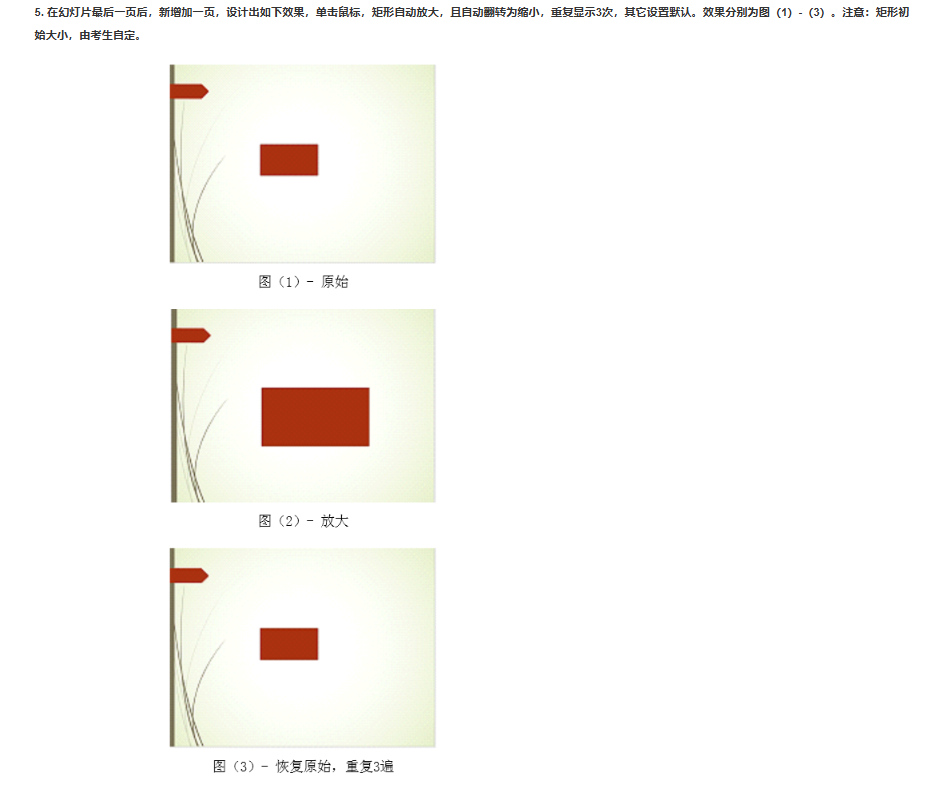 5. 在幻灯片最后一页后，新增加一页，设计出如下效果，单击鼠标，矩形自动放大，且自动翻转为缩小，重复显示3次，其它设置默认。效果分别为图（1）-（3）。注意：矩形初
始大小，由考生自定。
图（1）- 原始
图（2）- 放大
图（3）- 恢复原始，重复3遍